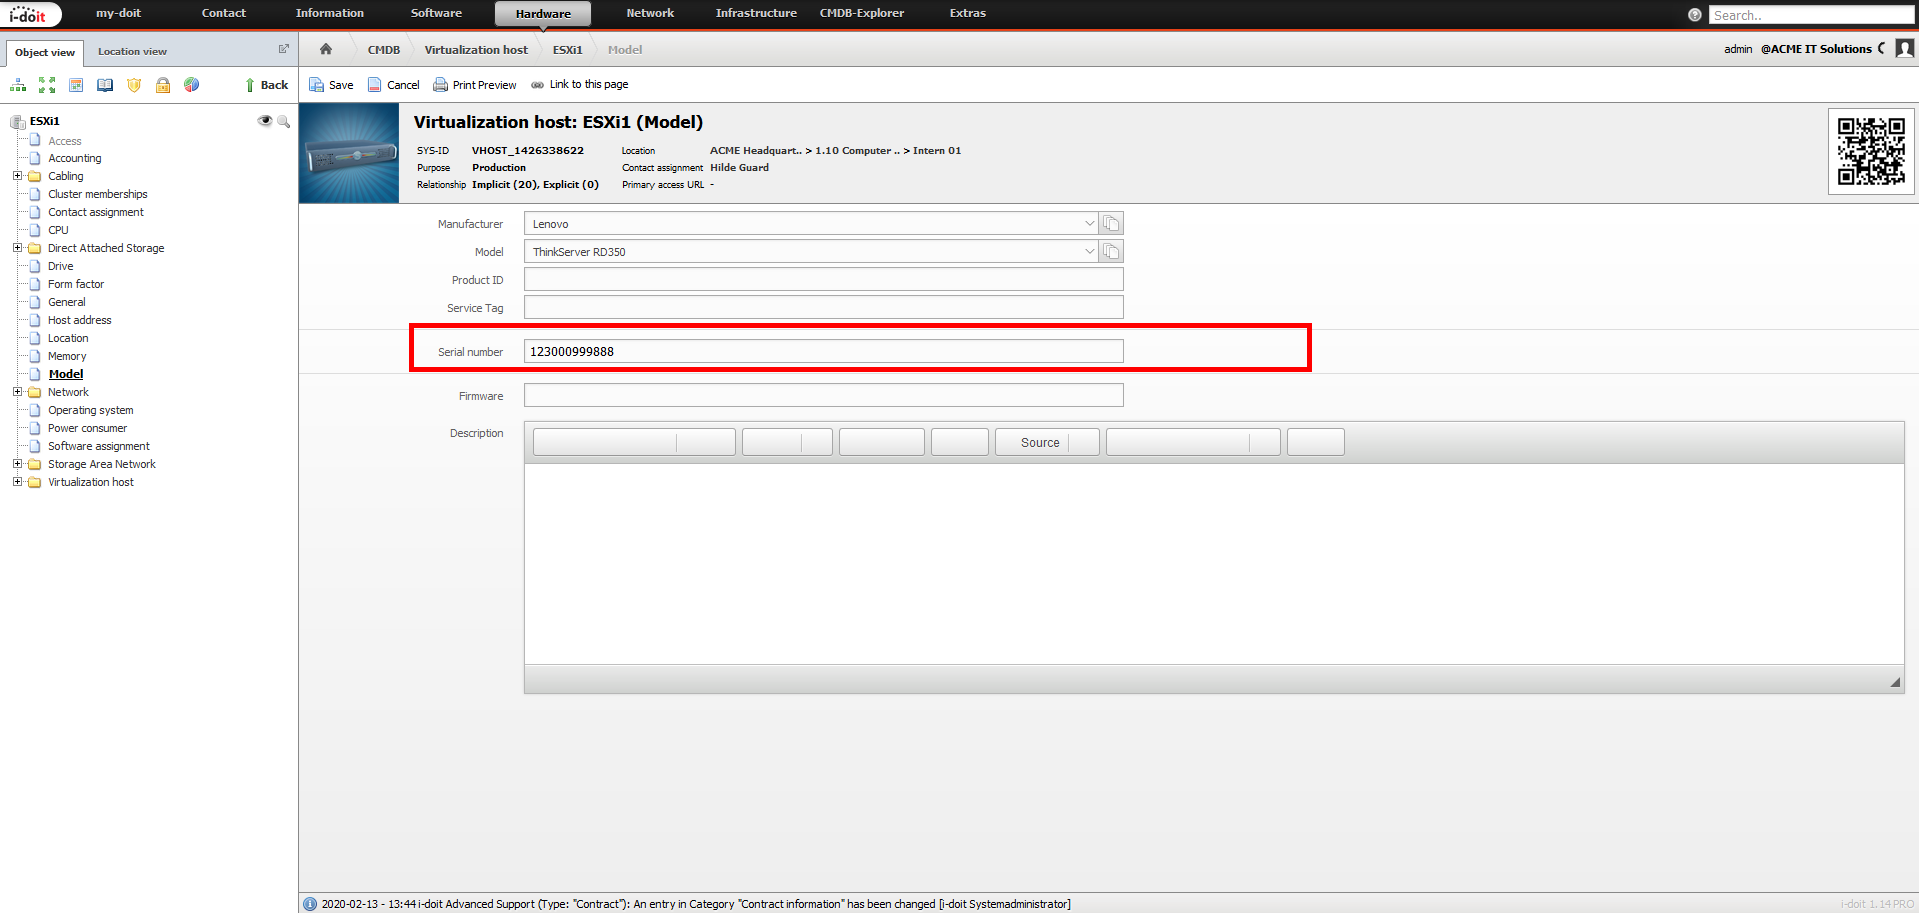 i-doit my-doit Contact Information Software Hardware Network Infrastructure CMDB-Explorer Extras Search..
Object view Location view
CMDB Virtualization host ESXi1 Model
admin @ACME IT Solutions
Back
Save Cancel Print Preview Link to this page
ESXi1
Access
Accounting
Cabling
Cluster memberships
Contact assignment
CPU
Direct Attached Storage
Drive
Form factor
General
Host address
Location
Memory
Model
Network
Operating system
Power consumer
Software assignment
Storage Area Network
Virtualization host
Virtualization host: ESXi1 (Model)
SYS-ID VHOST_1426338622 Location ACME Headquart.. > 1.10 Computer .. > Intern 01
Purpose Production Contact assignment Hilde Guard
Relationship Implicit (20), Explicit (0) Primary access URL -
Manufacturer Lenovo
Model ThinkServer RD350
Product ID
Service Tag
Serial number 123000999888
Firmware
Description
Source
2020-02-13 - 13:44 i-doit Advanced Support (Type: "Contract"): An entry in Category "Contract information" has been changed [i-doit Systemadministrator]
i-doit 1.14 PRO